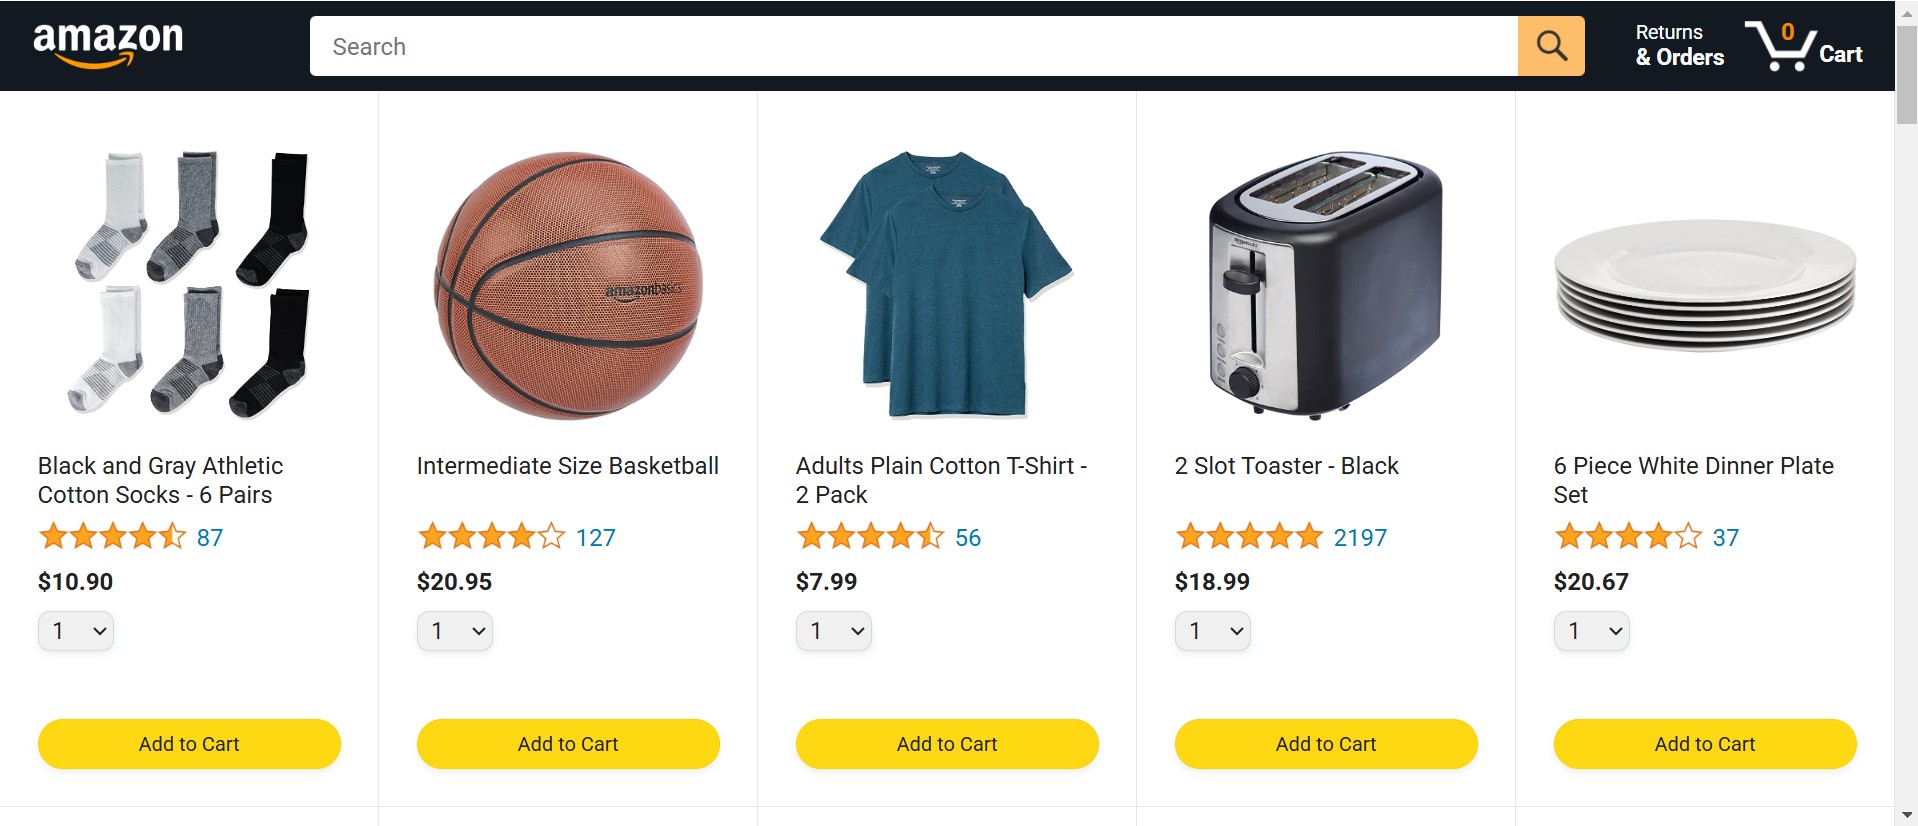 amazon
Search
Returns
& Orders
0
Cart
amazonbasics
Black and Gray Athletic
Cotton Socks - 6 Pairs
87
$10.90
1
Add to Cart
Intermediate Size Basketball
127
$20.95
1
Add to Cart
Adults Plain Cotton T-Shirt -
2 Pack
56
$7.99
1
Add to Cart
2 Slot Toaster - Black
2197
$18.99
1
Add to Cart
6 Piece White Dinner Plate
Set
37
$20.67
1
Add to Cart